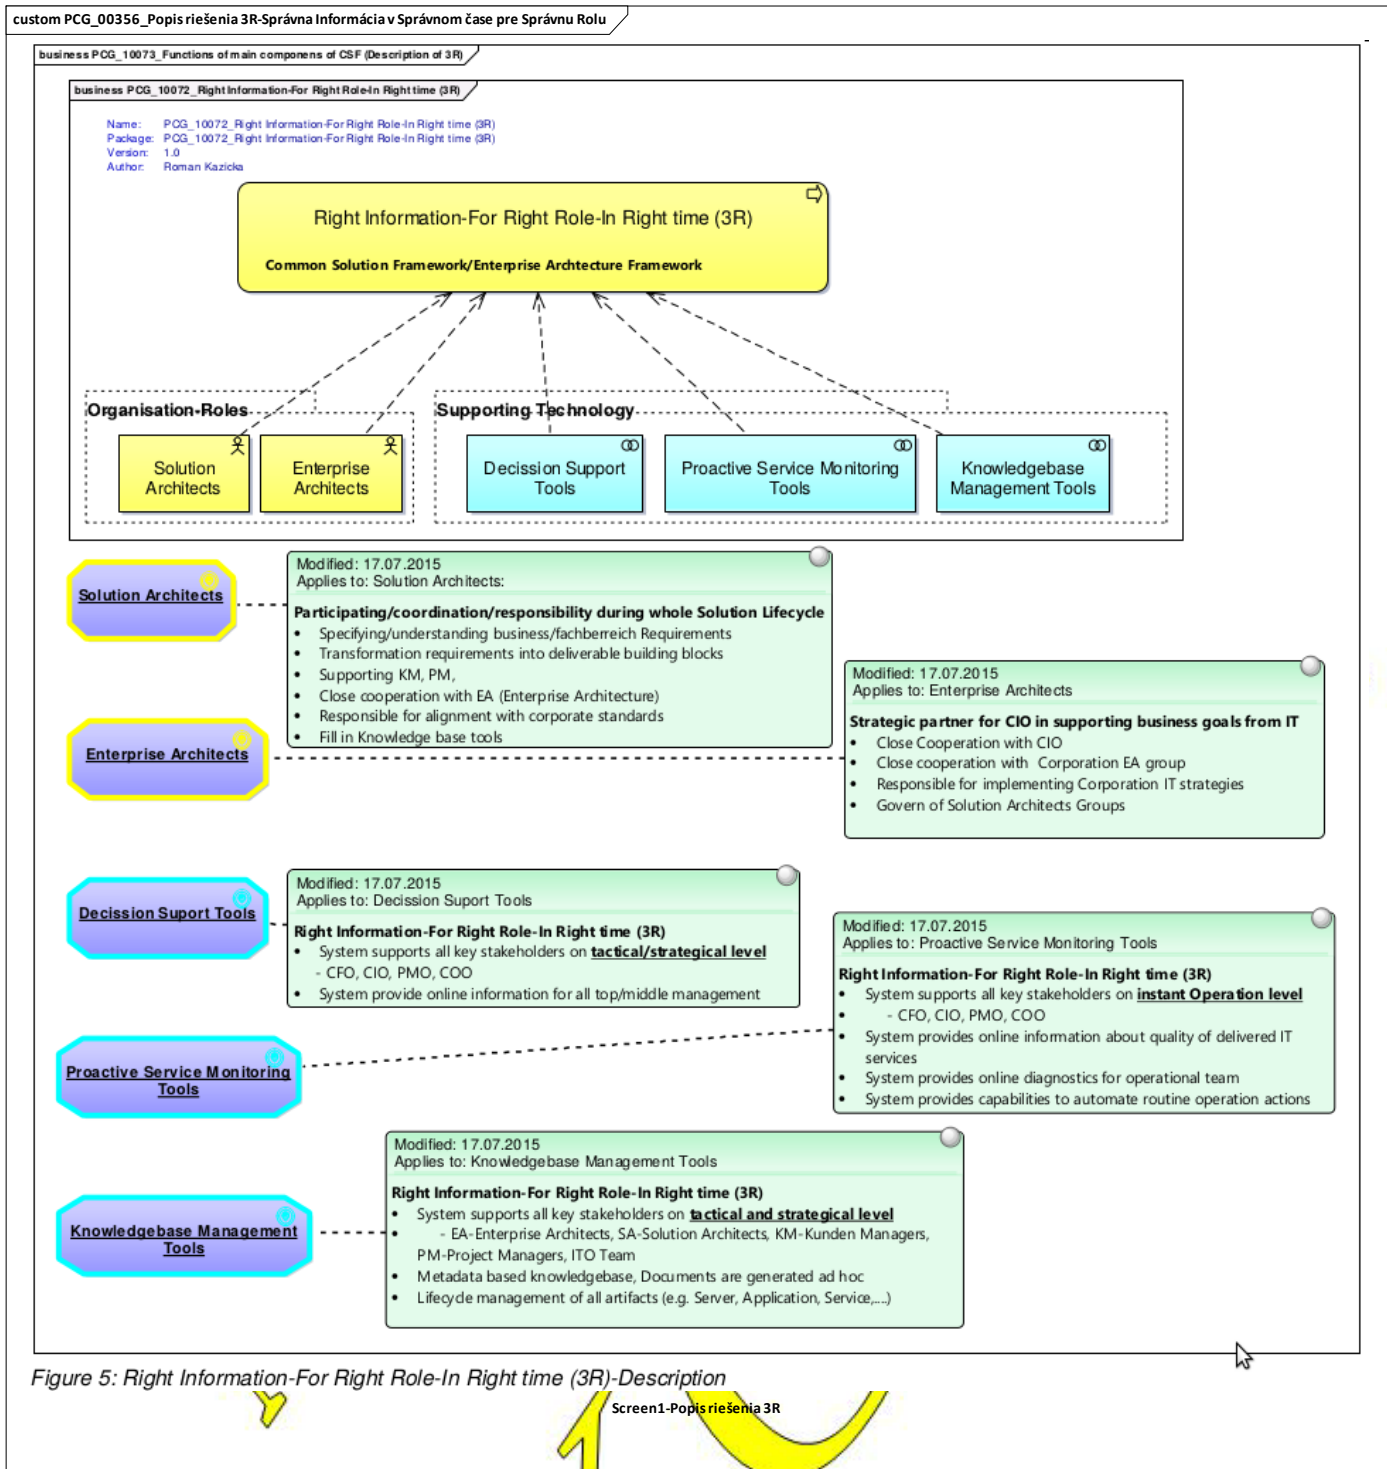 custom PCG_00356_Popis riešenia 3R-Správna Informácia v Správnom čase pre Správnu Rolu
business PCG_10073_Functions of main componens of CSF (Description of 3R)
business PCG_10072_Right Information-For Right Role-In Right time (3R)
Name: PCG_10072_Right Information-For Right Role-In Right time (3R)
Package: PCG_10072_Right Information-For Right Role-In Right time (3R)
Version: 1.0
Author: Roman Kazicka
Right Information-For Right Role-In Right time (3R)
Common Solution Framework/Enterprise Archtecture Framework
Organisation-Roles
Solution
Architects
Enterprise
Architects
Supporting Technology
Decission Support
Tools
Proactive Service Monitoring
Tools
Knowledgebase
Management Tools
Solution Architects
Modified: 17.07.2015
Applies to: Solution Architects:
Participating/coordination/responsibility during whole Solution Lifecycle
• Specifying/understanding business/fachberreich Requirements
• Transformation requirements into deliverable building blocks
• Supporting KM, PM,
• Close cooperation with EA (Enterprise Architecture)
• Responsible for alignment with corporate standards
• Fill in Knowledge base tools
Enterprise Architects
Modified: 17.07.2015
Applies to: Enterprise Architects
Strategic partner for CIO in supporting business goals from IT
• Close Cooperation with CIO
• Close cooperation with Corporation EA group
• Responsible for implementing Corporation IT strategies
• Govern of Solution Architects Groups
Decission Suport Tools
Modified: 17.07.2015
Applies to: Decission Suport Tools
Right Information-For Right Role-In Right time (3R)
• System supports all key stakeholders on tactical/strategical level
- CFO, CIO, PMO, COO
• System provide online information for all top/middle management
Proactive Service Monitoring
Tools
Modified: 17.07.2015
Applies to: Proactive Service Monitoring Tools
Right Information-For Right Role-In Right time (3R)
• System supports all key stakeholders on instant Operation level
• - CFO, CIO, PMO, COO
• System provides online information about quality of delivered IT
services
• System provides online diagnostics for operational team
• System provides capabilities to automate routine operation actions
Knowledgebase Management
Tools
Modified: 17.07.2015
Applies to: Knowledgebase Management Tools
Right Information-For Right Role-In Right time (3R)
• System supports all key stakeholders on tactical and strategical level
• - EA-Enterprise Architects, SA-Solution Architects, KM-Kunden Managers,
PM-Project Managers, ITO Team
• Metadata based knowledgebase, Documents are generated ad hoc
• Lifecycle management of all artifacts (e.g. Server, Application, Service,...)
Figure 5: Right Information-For Right Role-In Right time (3R)-Description
Screen1-Popis riešenia 3R